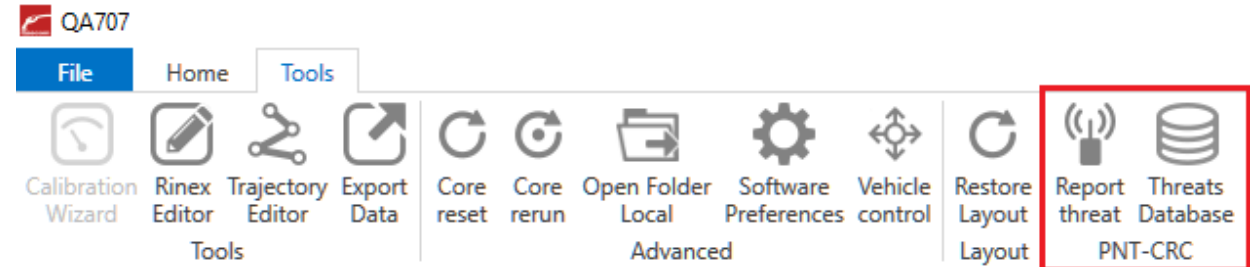 QA707
File Home Tools
Calibration Wizard Rinex Editor Trajectory Editor Export Data Core reset Core rerun Open Folder Local Software Preferences Vehicle control Restore Layout Report threat Threats Database
Tools Advanced Layout PNT-CRC